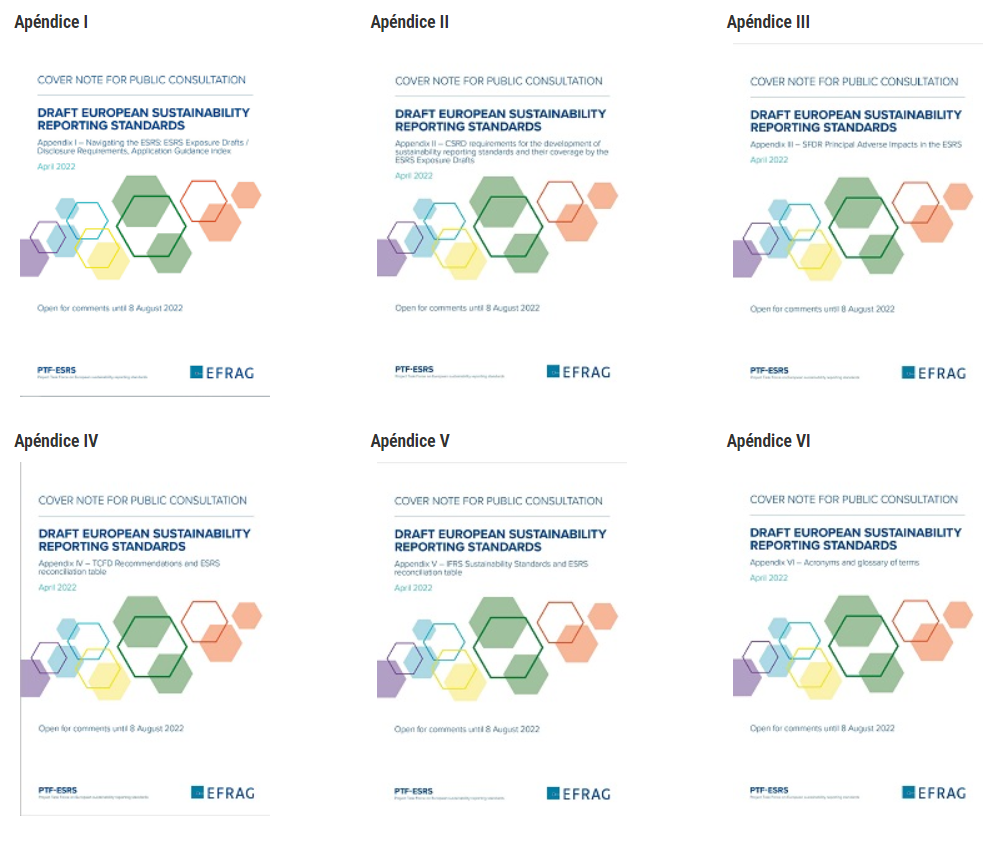 Apéndice I
COVER NOTE FOR PUBLIC CONSULTATION
DRAFT EUROPEAN SUSTAINABILITY
REPORTING STANDARDS
Appendix I – Navigating the ESRS: ESRS Exposure Drafts /
Disclosure Requirements, Application Guidance Index
April 2022
Open for comments until 8 August 2022
PTF-ESRS
Project Task Force on European sustainability reporting standards
EFRAG
Apéndice II
COVER NOTE FOR PUBLIC CONSULTATION
DRAFT EUROPEAN SUSTAINABILITY
REPORTING STANDARDS
Appendix II – CSRD requirements for the development of
sustainability reporting standards and their coverage by the
ESRS Exposure Drafts
April 2022
Open for comments until 8 August 2022
PTF-ESRS
Project Task Force on European sustainability reporting standards
EFRAG
Apéndice III
COVER NOTE FOR PUBLIC CONSULTATION
DRAFT EUROPEAN SUSTAINABILITY
REPORTING STANDARDS
Appendix III – SFDR Principal Adverse Impacts in the ESRS
April 2022
Open for comments until 8 August 2022
PTF-ESRS
Project Task Force on European sustainability reporting standards
EFRAG
Apéndice IV
COVER NOTE FOR PUBLIC CONSULTATION
DRAFT EUROPEAN SUSTAINABILITY
REPORTING STANDARDS
Appendix IV – TCFD Recommendations and ESRS
reconciliation table
April 2022
Open for comments until 8 August 2022
PTF-ESRS
Project Task Force on European sustainability reporting standards
EFRAG
Apéndice V
COVER NOTE FOR PUBLIC CONSULTATION
DRAFT EUROPEAN SUSTAINABILITY
REPORTING STANDARDS
Appendix V – IFRS Sustainability Standards and ESRS
reconciliation table
April 2022
Open for comments until 8 August 2022
PTF-ESRS
Project Task Force on European sustainability reporting standards
EFRAG
Apéndice VI
COVER NOTE FOR PUBLIC CONSULTATION
DRAFT EUROPEAN SUSTAINABILITY
REPORTING STANDARDS
Appendix VI – Acronyms and glossary of terms
April 2022
Open for comments until 8 August 2022
PTF-ESRS
Project Task Force on European sustainability reporting standards
EFRAG